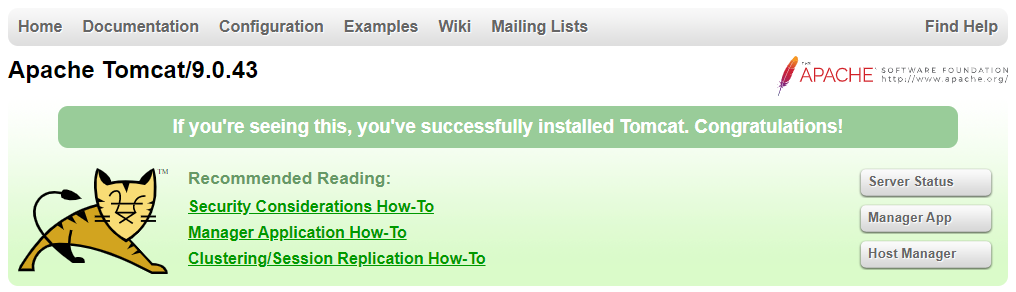 Home Documentation Configuration Examples Wiki Mailing Lists Find Help
Apache Tomcat/9.0.43
THE
APACHE SOFTWARE FOUNDATION
http://www.apache.org/
If you're seeing this, you've successfully installed Tomcat. Congratulations!
TM
Recommended Reading:
Security Considerations How-To
Manager Application How-To
Clustering/Session Replication How-To
Server Status
Manager App
Host Manager